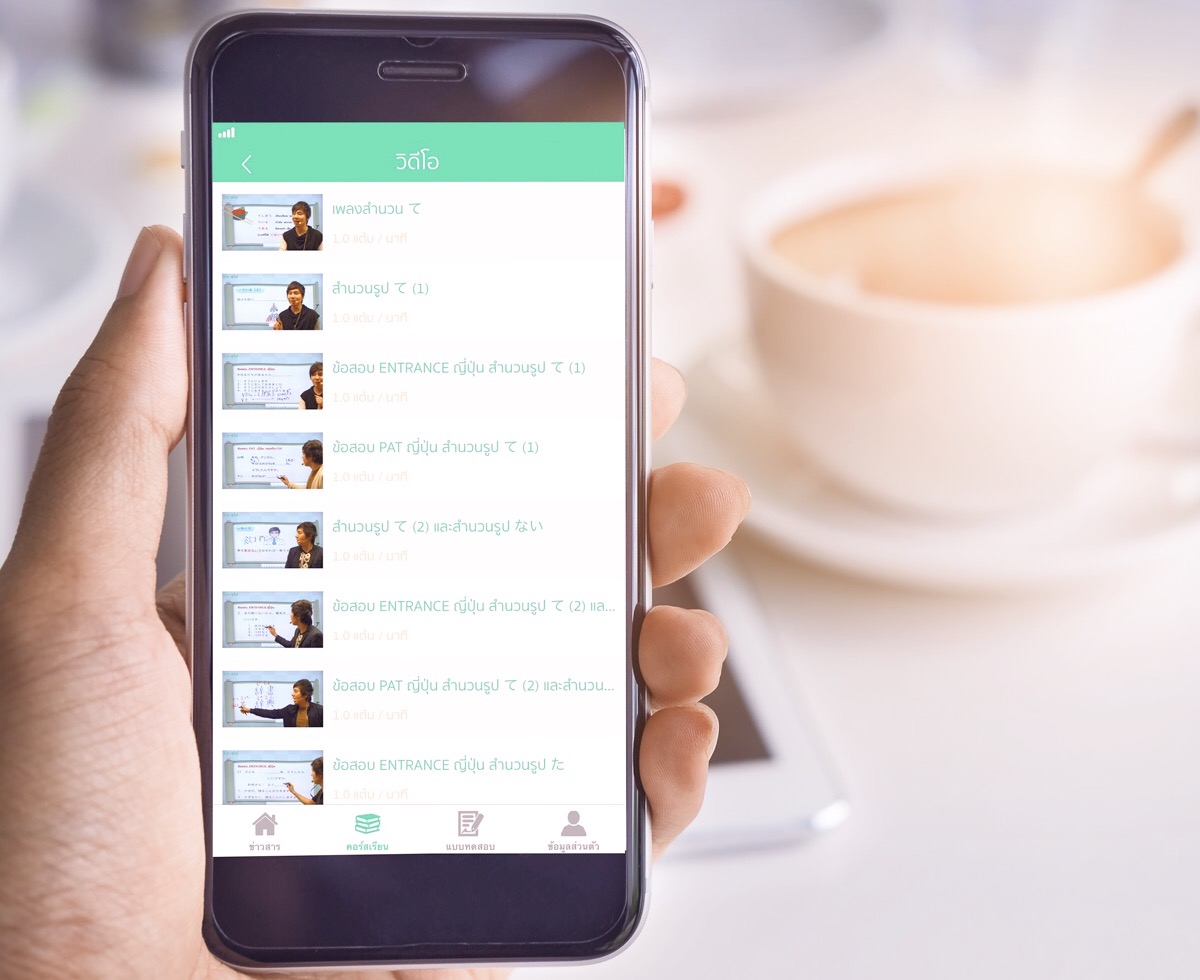 วิดีโอ
เพลงสำนวน て
1.0 แต้ม / นาที
สำนวนรูป て (1)
1.0 แต้ม / นาที
ข้อสอบ ENTRANCE ญี่ปุ่น สำนวนรูป て (1)
1.0 แต้ม / นาที
ข้อสอบ PAT ญี่ปุ่น สำนวนรูป て (1)
1.0 แต้ม / นาที
สำนวนรูป て (2) และสำนวนรูป ない
1.0 แต้ม / นาที
ข้อสอบ ENTRANCE ญี่ปุ่น สำนวนรูป て (2) แล...
1.0 แต้ม / นาที
ข้อสอบ PAT ญี่ปุ่น สำนวนรูป て (2) และสำนวน...
1.0 แต้ม / นาที
ข้อสอบ ENTRANCE ญี่ปุ่น สำนวนรูป た
1.0 แต้ม / นาที
ข่าวสาร คอร์สเรียน แบบทดสอบ ข้อมูลส่วนตัว